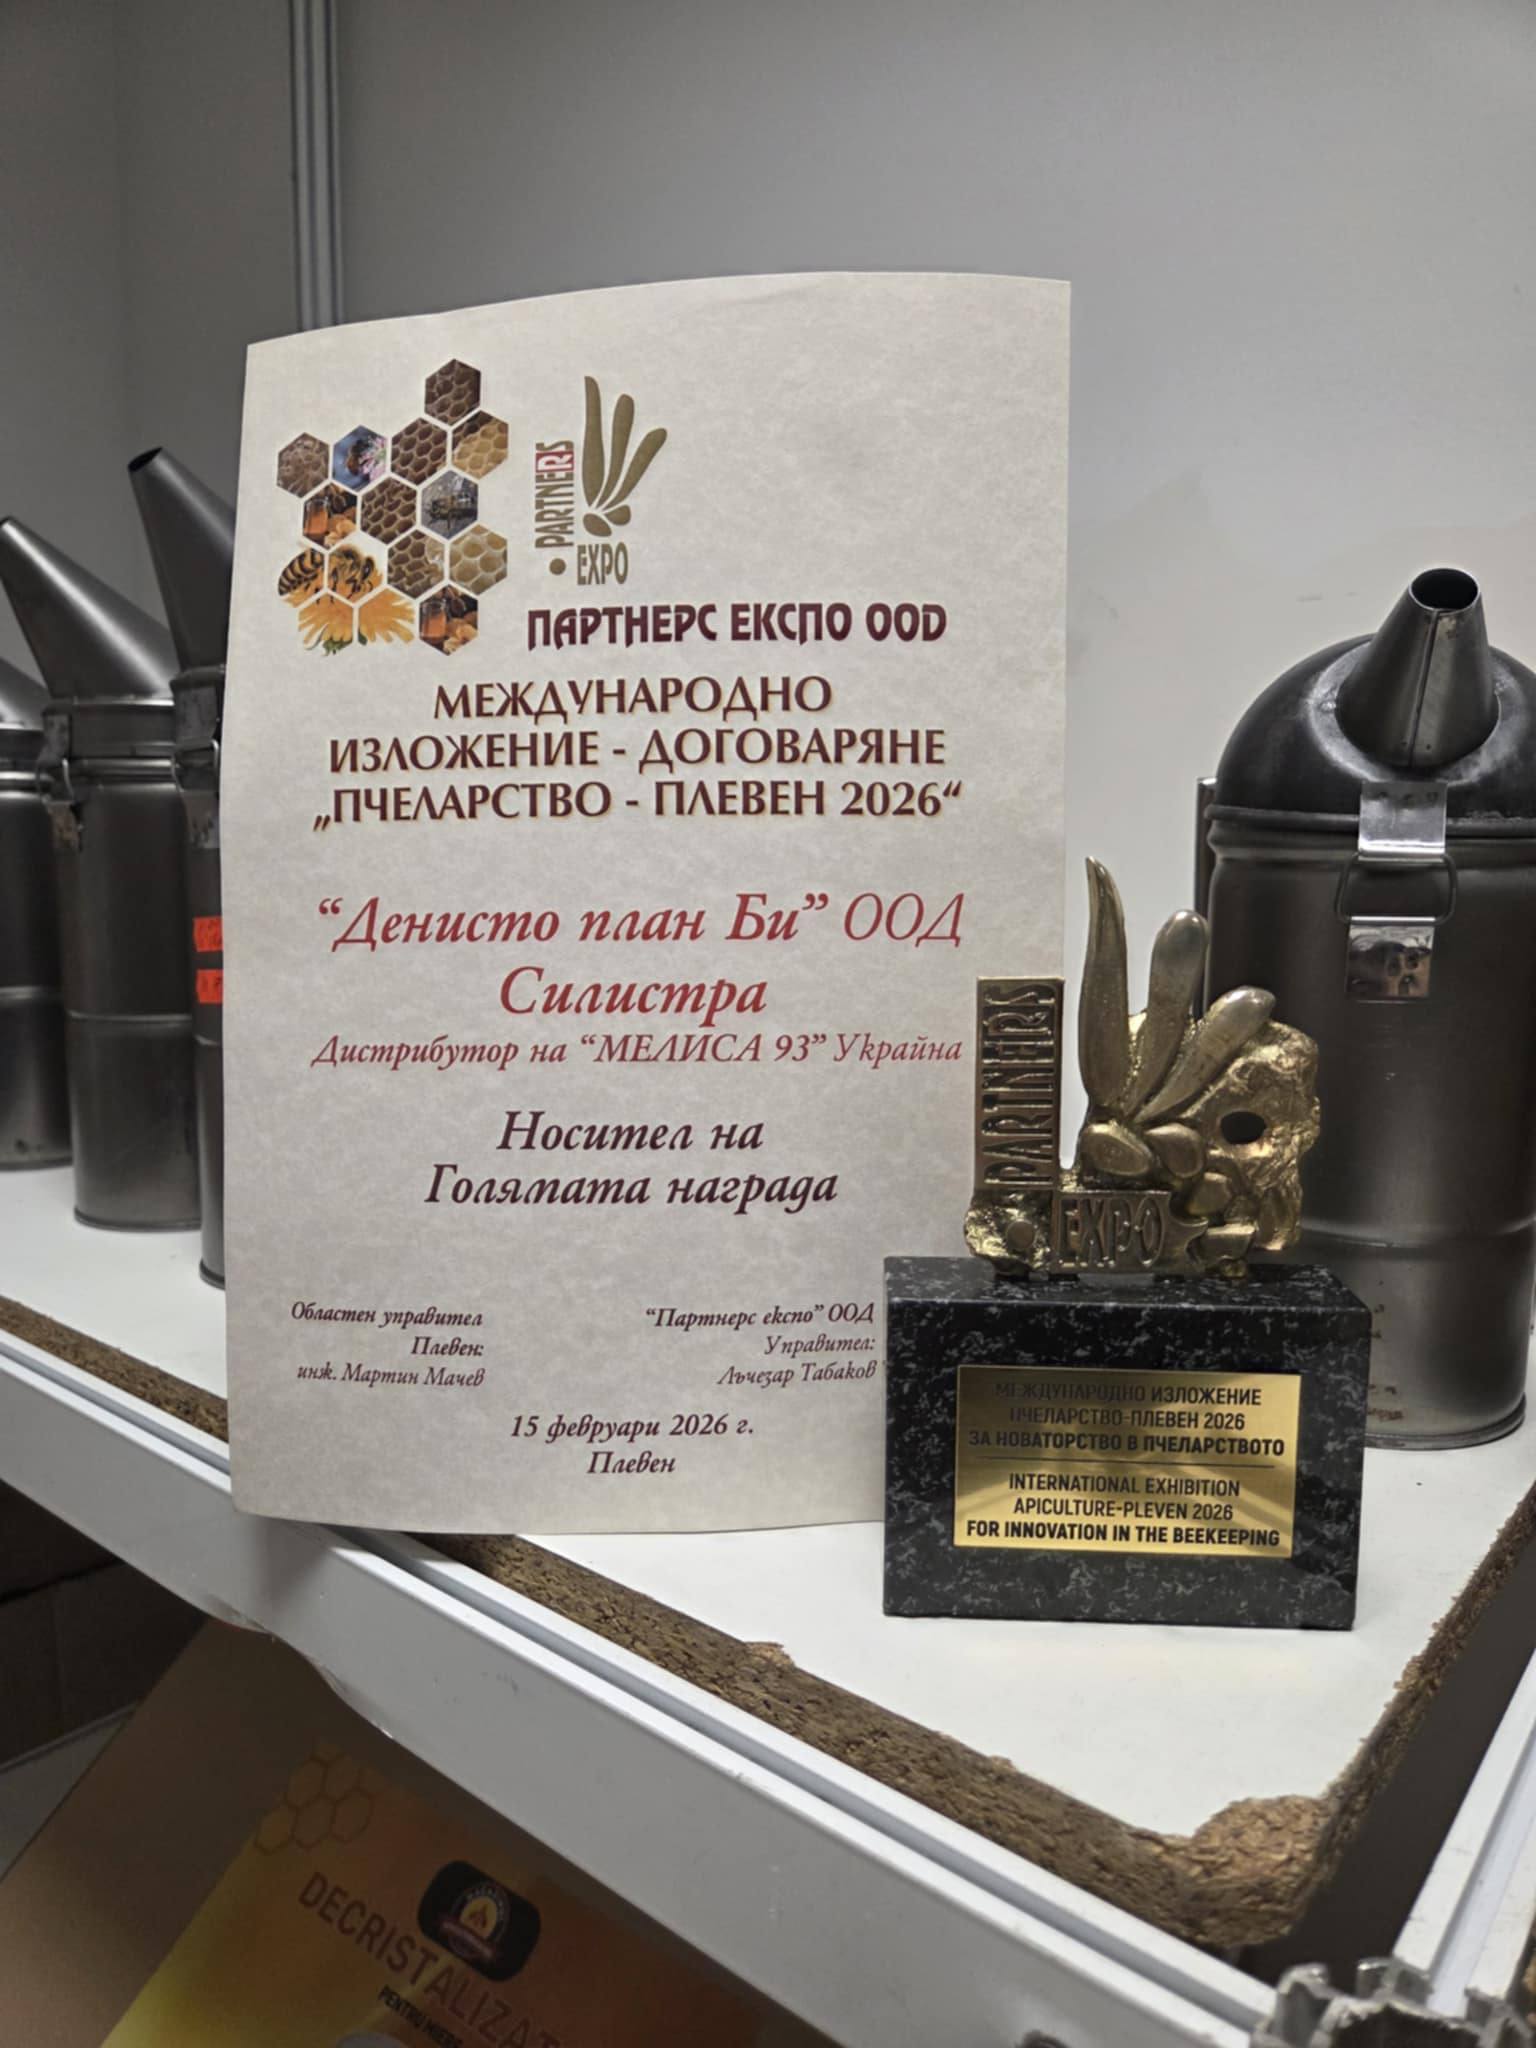 PARTNERS
EXPO
ПАРТНЕРС ЕКСПО OOD
МЕЖДУНАРОДНО
ИЗЛОЖЕНИЕ - ДОГОВАРЯНЕ
„ПЧЕЛАРСТВО - ПЛЕВЕН 2026“
“Денисто план Би” ООД
Силистра
Дистрибутор на “МЕЛИСА 93” Украйна
Носител на
Голямата награда
Областен управител
Плевен:
инж. Мартин Мачев
“Партнерс експо” ООД
Управител:
Лъчезар Табаков
15 февруари 2026 г.
Плевен
PARTNERS
EXPO
МЕЖДУНАРОДНО ИЗЛОЖЕНИЕ
ПЧЕЛАРСТВО-ПЛЕВЕН 2026
ЗА НОВАТОРСТВО В ПЧЕЛАРСТВОТО
INTERNATIONAL EXHIBITION
APICULTURE-PLEVEN 2026
FOR INNOVATION IN THE BEEKEEPING
DECRISTALIZAT
PENTRU MIERE